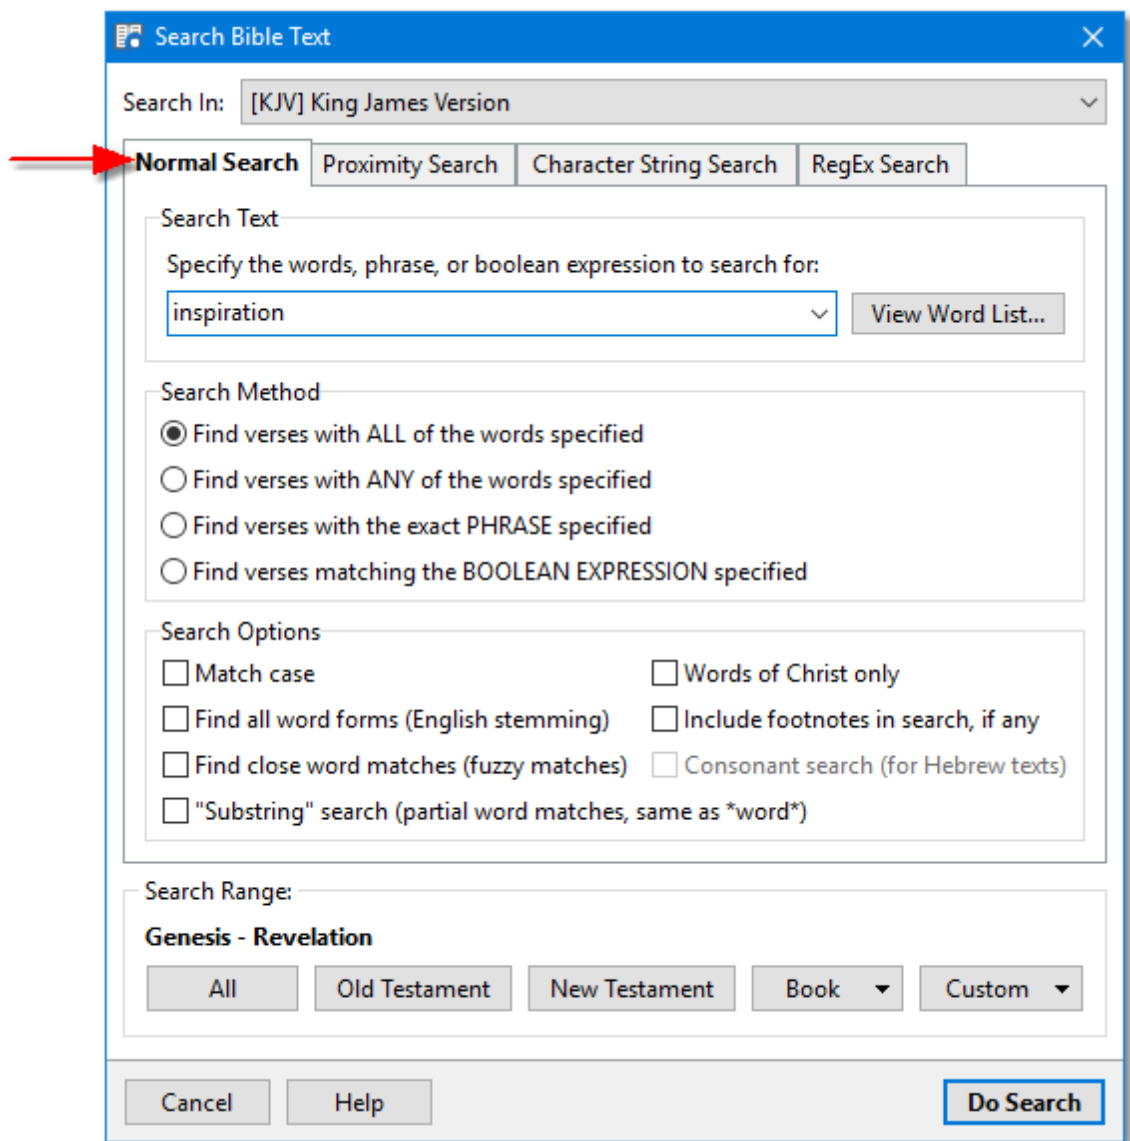 Search Bible Text
Search In: [KJV] King James Version
Normal Search Proximity Search Character String Search RegEx Search
Search Text
Specify the words, phrase, or boolean expression to search for:
inspiration View Word List...
Search Method
Find verses with ALL of the words specified
Find verses with ANY of the words specified
Find verses with the exact PHRASE specified
Find verses matching the BOOLEAN EXPRESSION specified
Search Options
Match case Words of Christ only
Find all word forms (English stemming) Include footnotes in search, if any
Find close word matches (fuzzy matches) Consonant search (for Hebrew texts)
"Substring" search (partial word matches, same as *word*)
Search Range:
Genesis - Revelation
All Old Testament New Testament Book Custom
Cancel Help Do Search